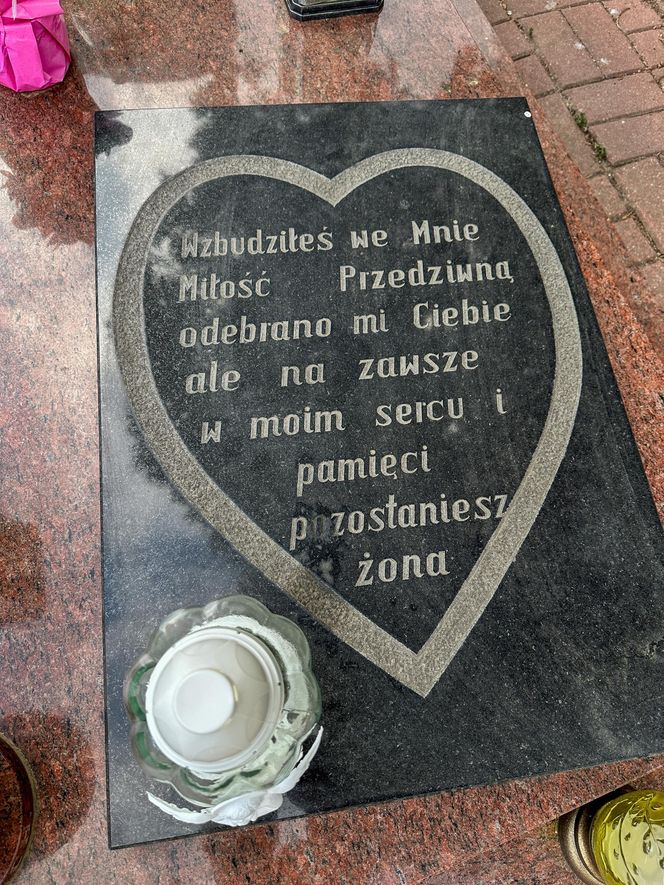 Wzbudziłeś we Mnie
Miłość Przedziwną
odebrano mi Ciebie
ale na zawsze
w moim sercu i
pamięci
pozostaniesz
żona